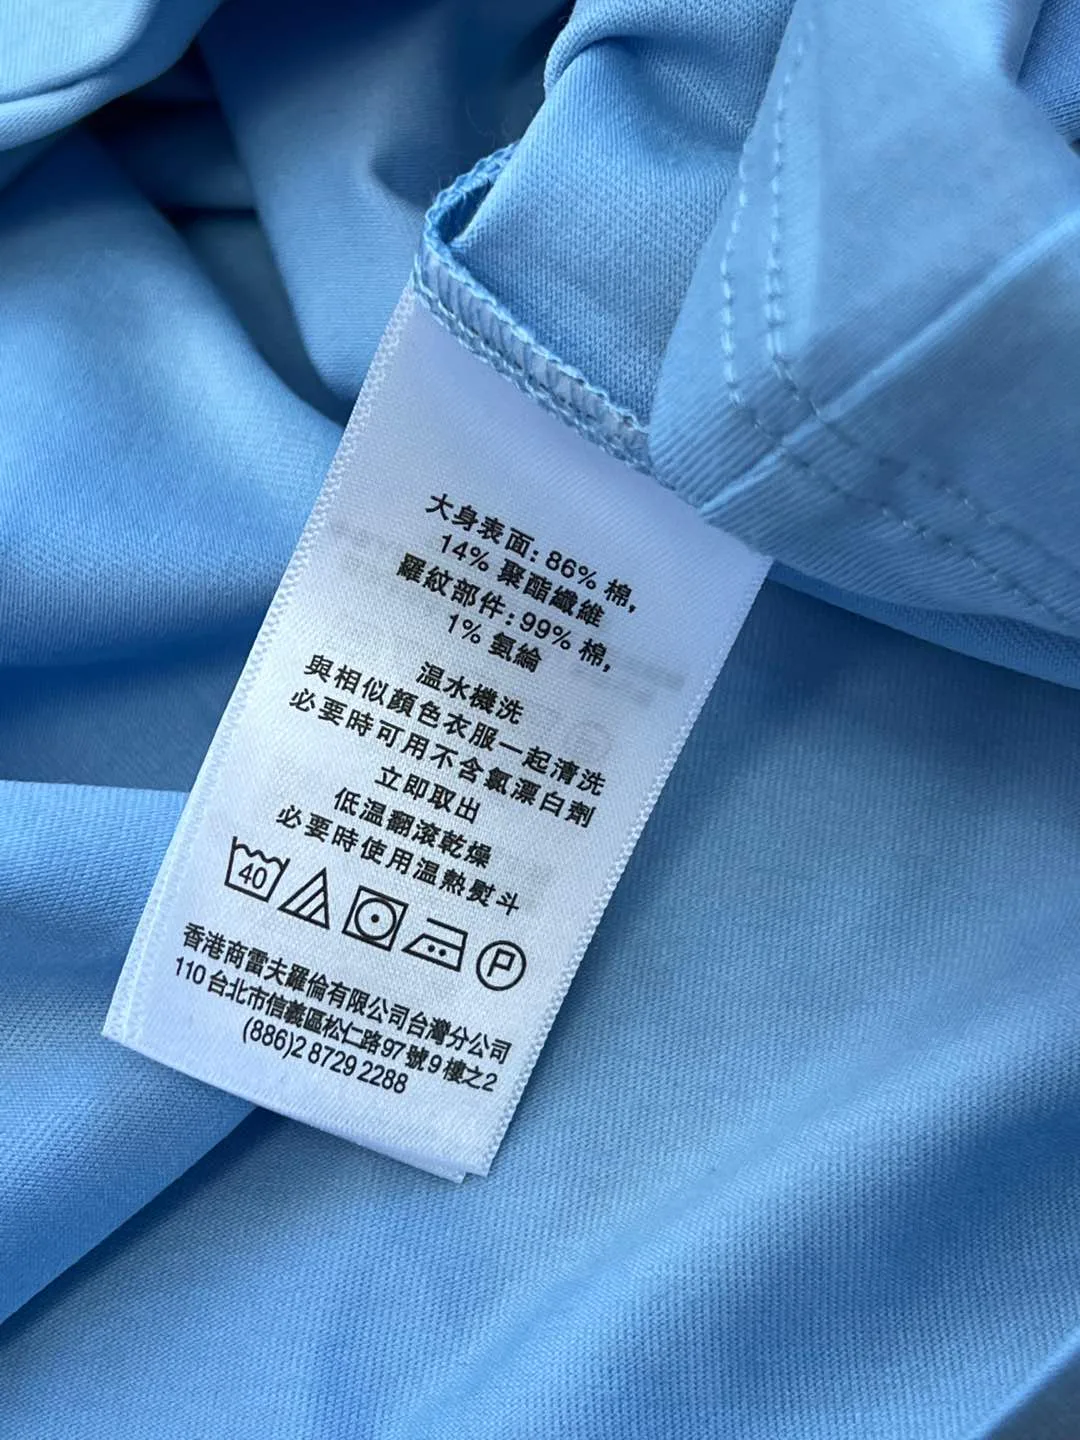 大身表面: 86% 棉,
14% 聚酯纖維
羅紋部件: 99% 棉,
1% 氨綸
溫水機洗
與相似顏色衣服一起清洗
必要時可用不含氯漂白劑
立即取出
低溫翻滾乾燥
必要時使用溫熱熨斗
40
P
香港商雷夫羅倫有限公司台灣分公司
110 台北市信義區松仁路97號9樓之2
(886)2 8729 2288